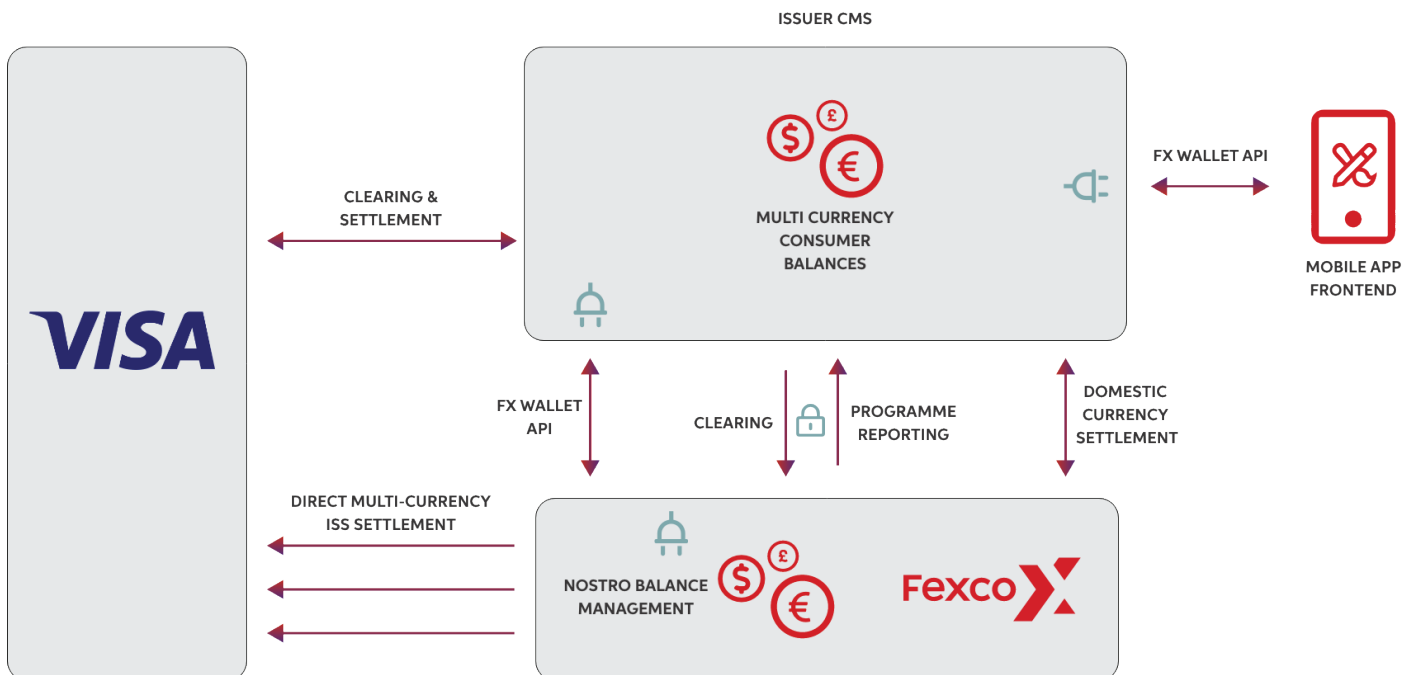 ISSUER CMS
VISA
CLEARING &
SETTLEMENT
$
£
€
MULTI CURRENCY
CONSUMER
BALANCES
FX WALLET API
MOBILE APP
FRONTEND
FX WALLET
API
CLEARING
PROGRAMME
REPORTING
DOMESTIC
CURRENCY
SETTLEMENT
DIRECT MULTI-CURRENCY
ISS SETTLEMENT
NOSTRO BALANCE
MANAGEMENT
$
£
€
Fexco